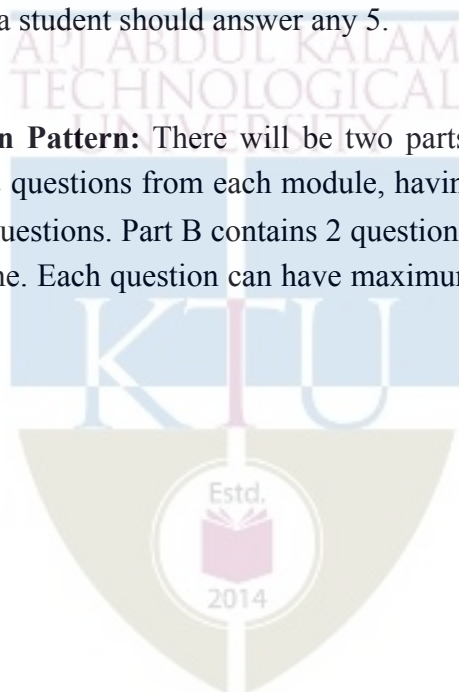 a student should answer any 5.
APJ ABDUL KALAM
TECHNOLOGICAL
UNIVERSITY
n Pattern: There will be two parts
questions from each module, havin
uestions. Part B contains 2 question
ne. Each question can have maximu
KTU
Estd.
2014